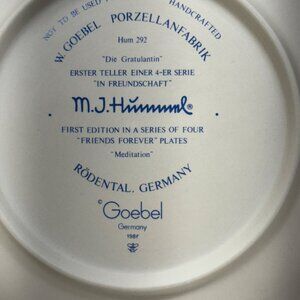 NOT TO BE USED
HANDCRAFTED
W. GOEBEL PORZELLANFABRIK
Hum 292
"Die Gratulantin"
ERSTER TELLER EINER 4-ER SERIE
"IN FREUNDSCHAFT"
M.J.Hummel®
FIRST EDITION IN A SERIES OF FOUR
"FRIENDS FOREVER" PLATES
"Meditation"
RÖDENTAL, GERMANY
© Goebel
Germany